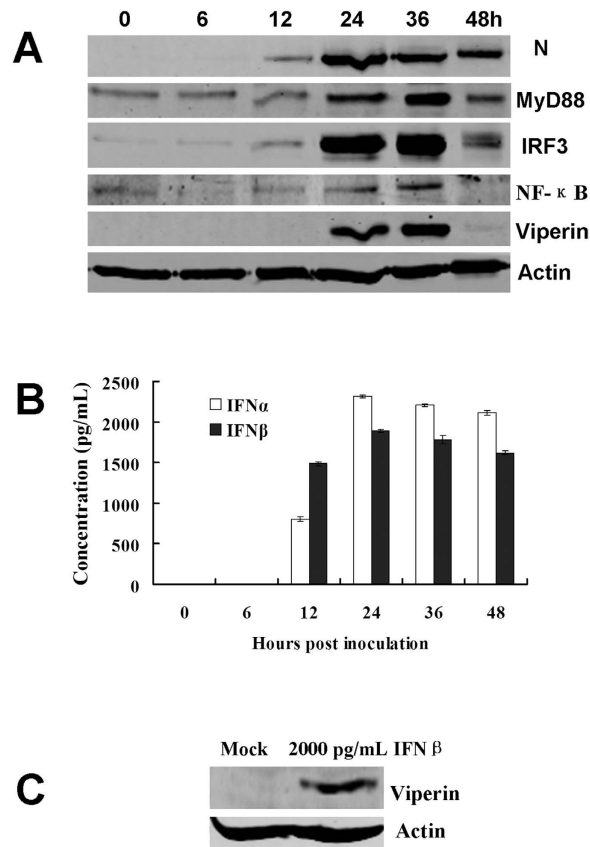 0 6 12 24 36 48h
A
N
MyD88
IRF3
NF-κB
Viperin
Actin
B
Concentration (pg/mL)
2500
2000
1500
1000
500
0
IFNα
IFNβ
0 6 12 24 36 48
Hours post inoculation
C
Mock 2000 pg/mL IFN β
Viperin
Actin